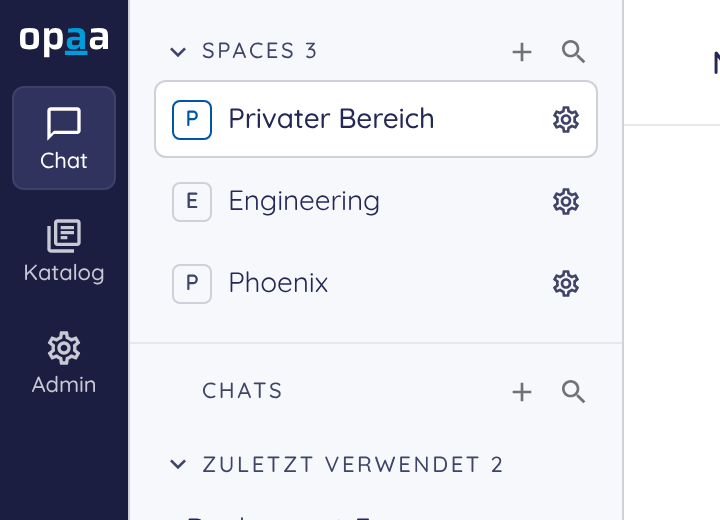 opaa
Chat
Katalog
Admin
SPACES 3
P Privater Bereich
E Engineering
P Phoenix
CHATS
ZULETZT VERWENDET 2